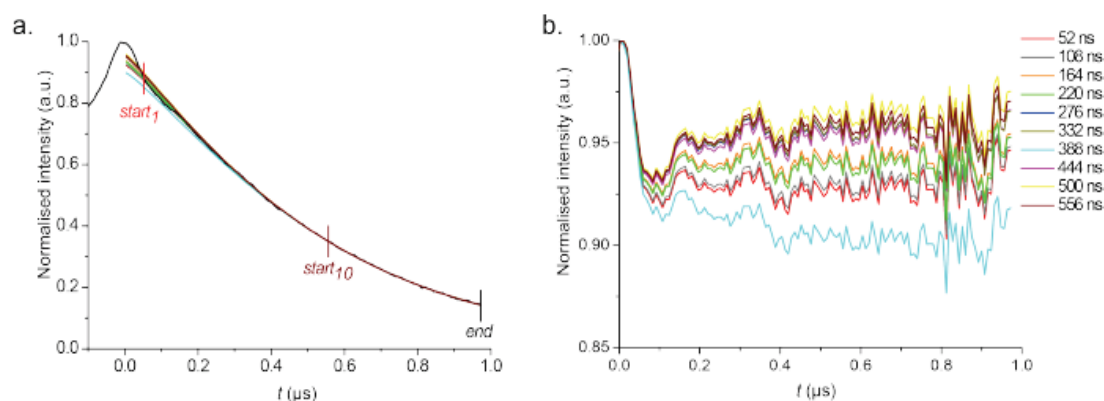 a.
Normalised intensity (a.u.)
1.0
0.8
0.6
0.4
0.2
0.0
start1
start10
end
0.0 0.2 0.4 0.6 0.8 1.0
t (µs)
b.
Normalised intensity (a.u.)
1.00
0.95
0.90
0.85
0.0 0.2 0.4 0.6 0.8 1.0
t (µs)
52 ns
108 ns
164 ns
220 ns
276 ns
332 ns
388 ns
444 ns
500 ns
556 ns